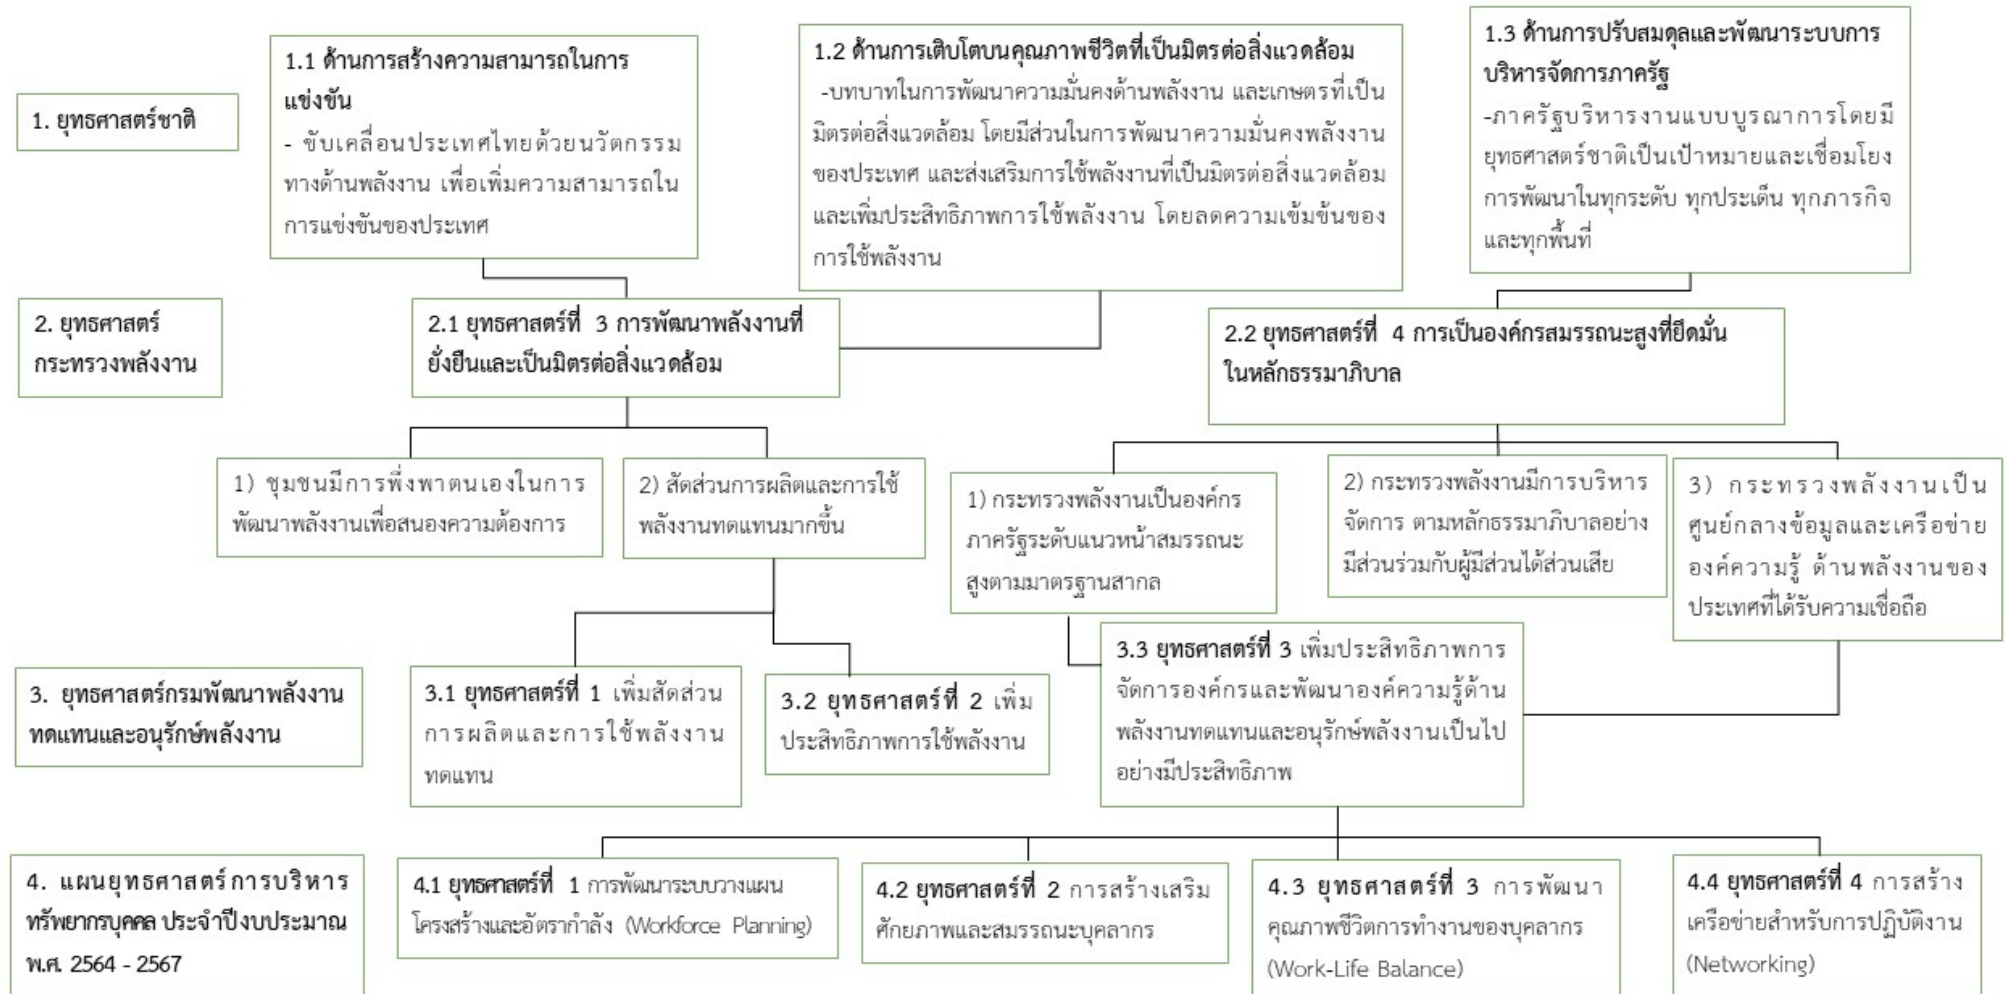 1. ยุทธศาสตร์ชาติ
1.1 ด้านการสร้างความสามารถในการ
แข่งขัน
- ขับเคลื่อนประเทศไทยด้วยนวัตกรรม
ทางด้านพลังงาน เพื่อเพิ่มความสามารถใน
การแข่งขันของประเทศ
1.2 ด้านการเติบโตบนคุณภาพชีวิตที่เป็นมิตรต่อสิ่งแวดล้อม
-บทบาทในการพัฒนาความมั่นคงด้านพลังงาน และเกษตรที่เป็น
มิตรต่อสิ่งแวดล้อม โดยมีส่วนในการพัฒนาความมั่นคงพลังงาน
ของประเทศ และส่งเสริมการใช้พลังงานที่เป็นมิตรต่อสิ่งแวดล้อม
และเพิ่มประสิทธิภาพการใช้พลังงาน โดยลดความเข้มข้นของ
การใช้พลังงาน
1.3 ด้านการปรับสมดุลและพัฒนาระบบการ
บริหารจัดการภาครัฐ
-ภาครัฐบริหารงานแบบบูรณาการโดยมี
ยุทธศาสตร์ชาติเป็นเป้าหมายและเชื่อมโยง
การพัฒนาในทุกระดับ ทุกประเด็น ทุกภารกิจ
และทุกพื้นที่
2. ยุทธศาสตร์
กระทรวงพลังงาน
2.1 ยุทธศาสตร์ที่ 3 การพัฒนาพลังงานที่
ยั่งยืนและเป็นมิตรต่อสิ่งแวดล้อม
2.2 ยุทธศาสตร์ที่ 4 การเป็นองค์กรสมรรถนะสูงที่ยึดมั่น
ในหลักธรรมาภิบาล
1) ชุมชนมีการพึ่งพาตนเองในการ
พัฒนาพลังงานเพื่อสนองความต้องการ
2) สัดส่วนการผลิตและการใช้
พลังงานทดแทนมากขึ้น
1) กระทรวงพลังงานเป็นองค์กร
ภาครัฐระดับแนวหน้าสมรรถนะ
สูงตามมาตรฐานสากล
2) กระทรวงพลังงานมีการบริหาร
จัดการ ตามหลักธรรมาภิบาลอย่าง
มีส่วนร่วมกับผู้มีส่วนได้ส่วนเสีย
3) กระทรวงพลังงานเป็น
ศูนย์กลางข้อมูลและเครือข่าย
องค์ความรู้ ด้านพลังงานของ
ประเทศที่ได้รับความเชื่อถือ
3. ยุทธศาสตร์กรมพัฒนาพลังงาน
ทดแทนและอนุรักษ์พลังงาน
3.1 ยุทธศาสตร์ที่ 1 เพิ่มสัดส่วน
การผลิตและการใช้พลังงาน
ทดแทน
3.2 ยุทธศาสตร์ที่ 2 เพิ่ม
ประสิทธิภาพการใช้พลังงาน
3.3 ยุทธศาสตร์ที่ 3 เพิ่มประสิทธิภาพการ
จัดการองค์กรและพัฒนาองค์ความรู้ด้าน
พลังงานทดแทนและอนุรักษ์พลังงานเป็นไป
อย่างมีประสิทธิภาพ
4. แผนยุทธศาสตร์การบริหาร
ทรัพยากรบุคคล ประจำปีงบประมาณ
พ.ศ. 2564 - 2567
4.1 ยุทธศาสตร์ที่ 1 การพัฒนาระบบวางแผน
โครงสร้างและอัตรากำลัง (Workforce Planning)
4.2 ยุทธศาสตร์ที่ 2 การสร้างเสริม
ศักยภาพและสมรรถนะบุคลากร
4.3 ยุทธศาสตร์ที่ 3 การพัฒนา
คุณภาพชีวิตการทำงานของบุคลากร
(Work-Life Balance)
4.4 ยุทธศาสตร์ที่ 4 การสร้าง
เครือข่ายสำหรับการปฏิบัติงาน
(Networking)